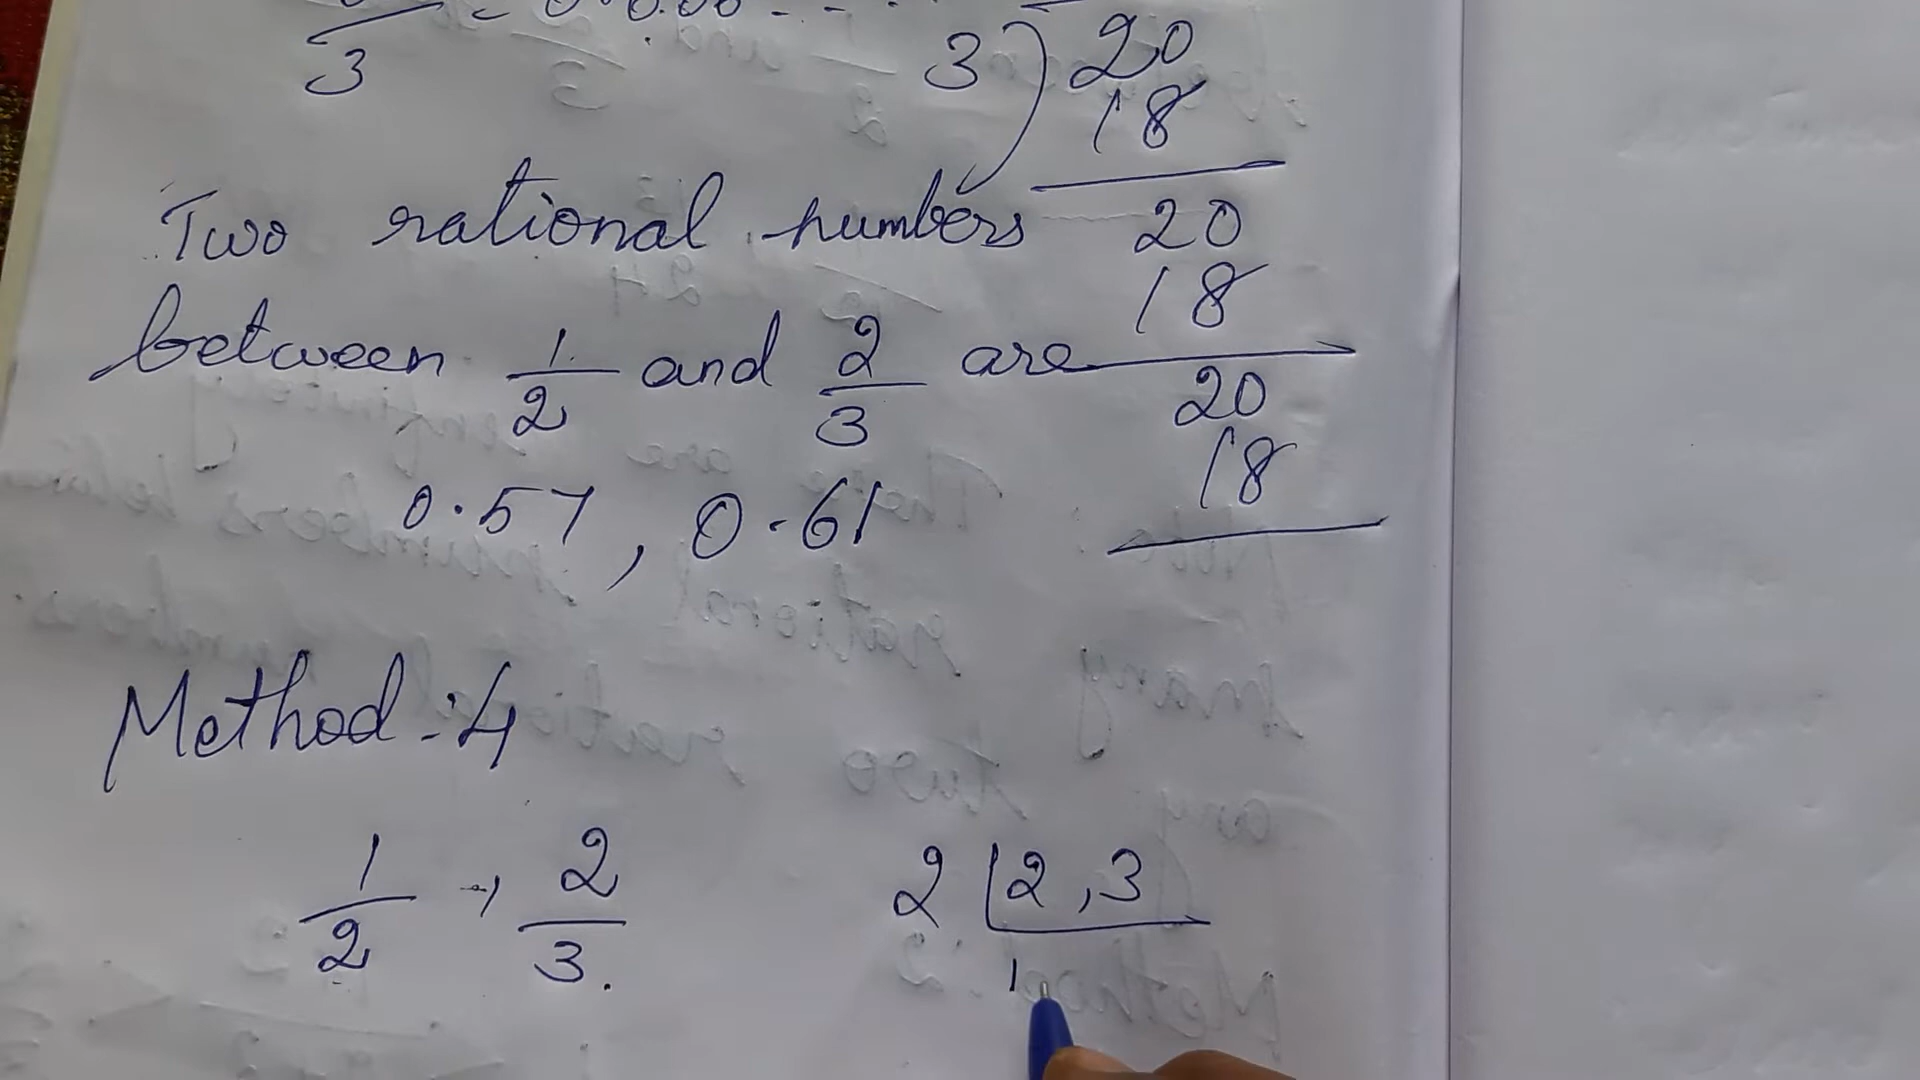 3
3 ) 20
18
Two rational numbers
20
18
between 1/2 and 2/3 are
20
18
0.57, 0.61
Method : 4
1/2 , 2/3.
2 | 2, 3
1